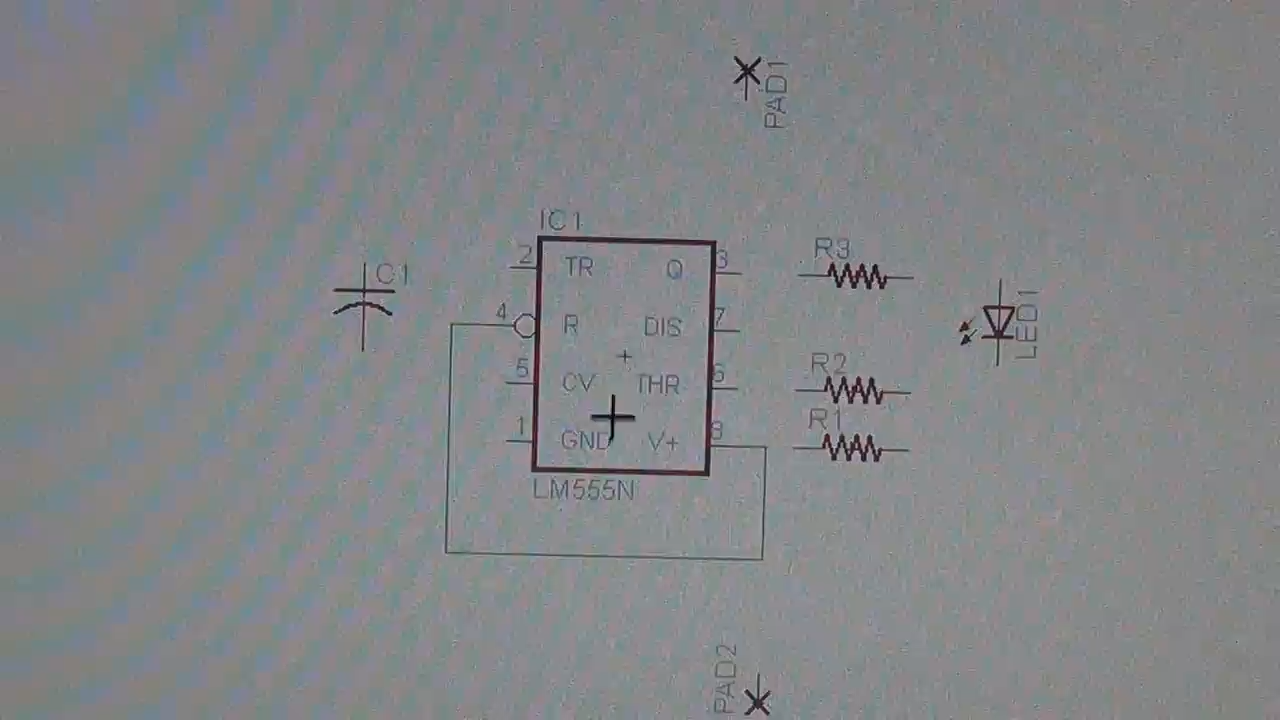 PAD1
IC1
2 TR Q 3
R3
C1
4 R DIS 7
LED1
5 CV THR 6
R2
R1
1 GND V+ 8
LM555N
PAD2